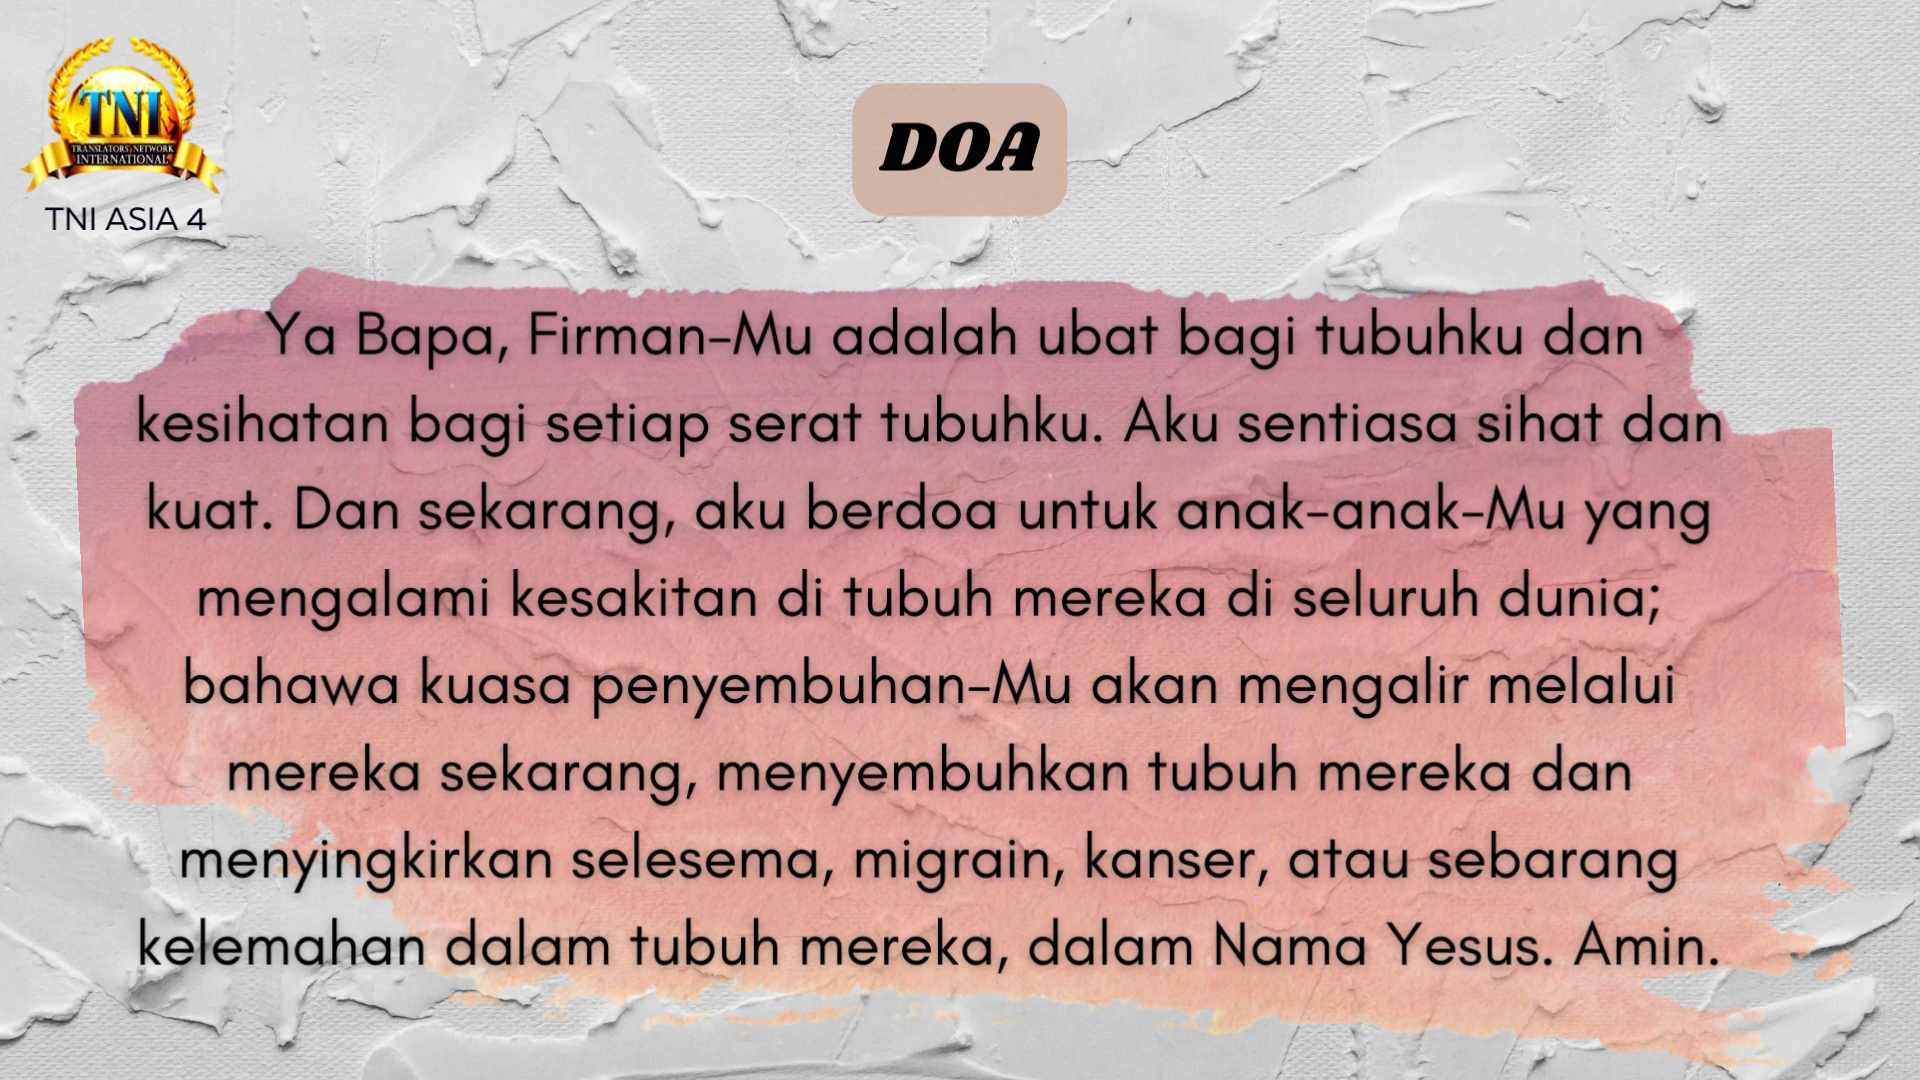 TNI
TRANSLATORS' NETWORK
INTERNATIONAL
TNI ASIA 4
DOA
Ya Bapa, Firman-Mu adalah ubat bagi tubuhku dan
kesihatan bagi setiap serat tubuhku. Aku sentiasa sihat dan
kuat. Dan sekarang, aku berdoa untuk anak-anak-Mu yang
mengalami kesakitan di tubuh mereka di seluruh dunia;
bahawa kuasa penyembuhan-Mu akan mengalir melalui
mereka sekarang, menyembuhkan tubuh mereka dan
menyingkirkan selesema, migrain, kanser, atau sebarang
kelemahan dalam tubuh mereka, dalam Nama Yesus. Amin.